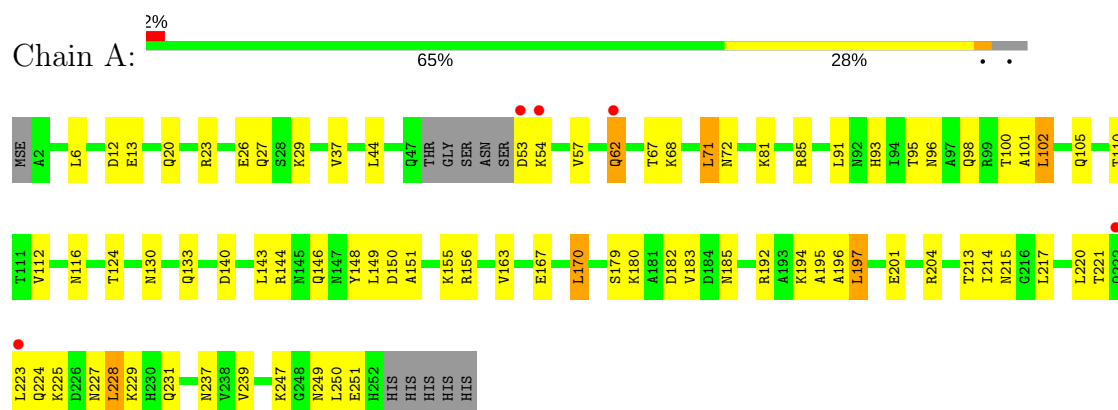 2%
Chain A:
65% 28% • •
MSE A2 L6 D12 E13 Q20 R23 E26 Q27 S28 K29 V37 L44 Q47 THR GLY SER ASN SER D53 K54 V57 Q62 T67 K68 L71 N72 K81 R85 L91 N92 H93 I94 T95 N96 A97 Q98 R99 T100 A101 L102 Q105 T110
T111 V112 N116 T124 N130 Q133 D140 L143 R144 N145 Q146 N147 Y148 L149 D150 A151 K155 R156 V163 E167 L170 S179 K180 A181 D182 V183 D184 N185 R192 A193 K194 A195 A196 L197 E201 R204 T213 I214 N215 G216 L217 L220 T221
L223 Q224 K225 D226 N227 L228 K229 H230 Q231 N237 V238 V239 K247 G248 N249 L250 E251 H252 HIS HIS HIS HIS HIS